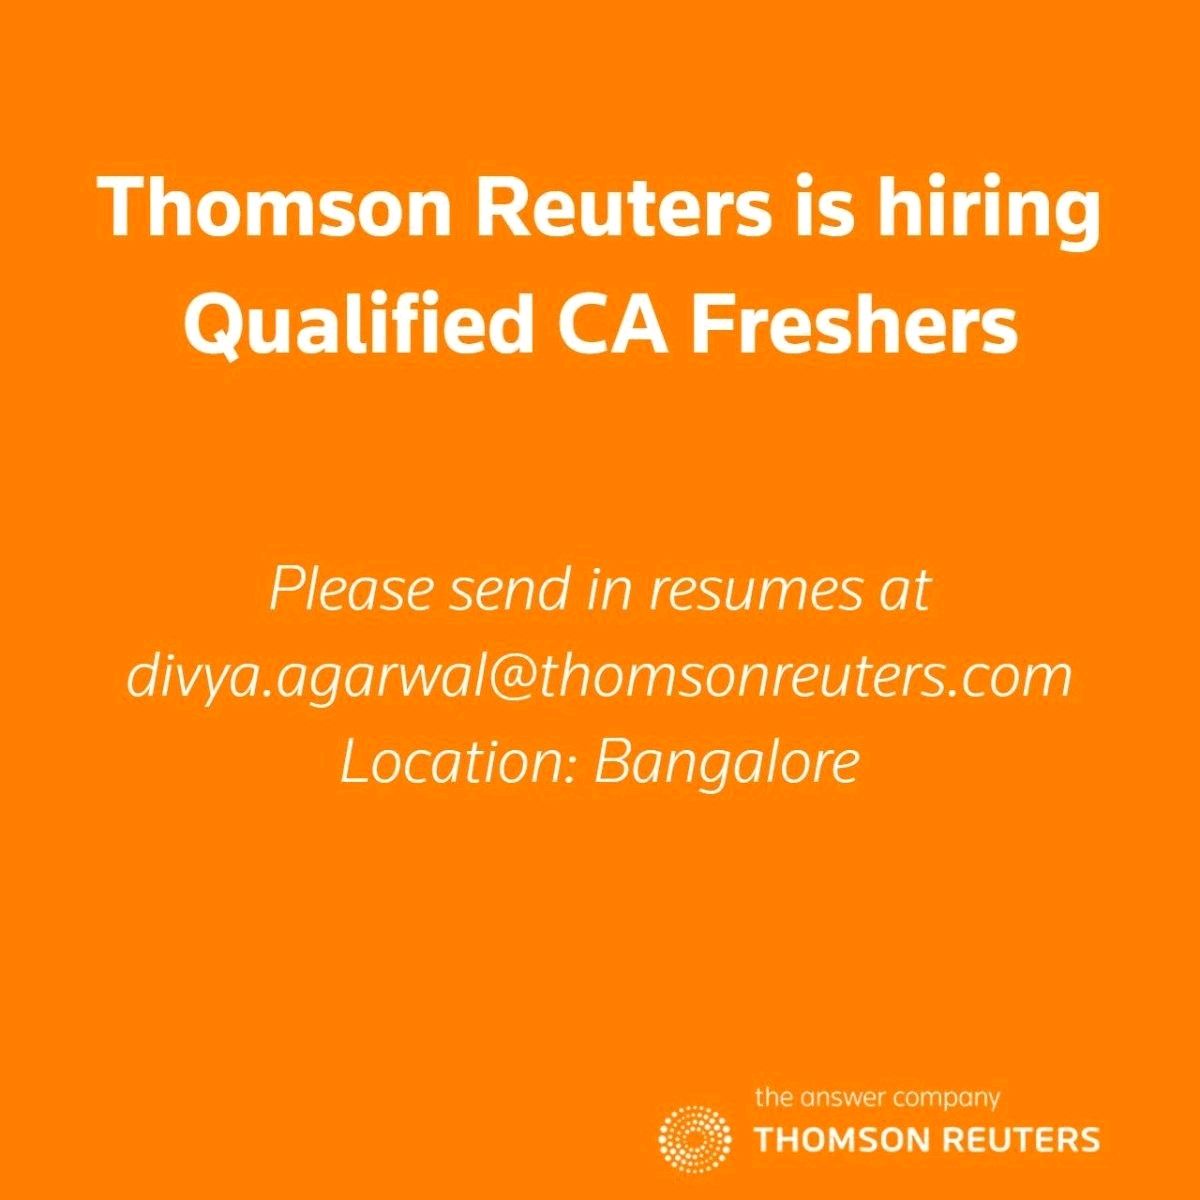 Thomson Reuters is hiring
Qualified CA Freshers
Please send in resumes at
divya.agarwal@thomsonreuters.com
Location: Bangalore
the answer company
THOMSON REUTERS